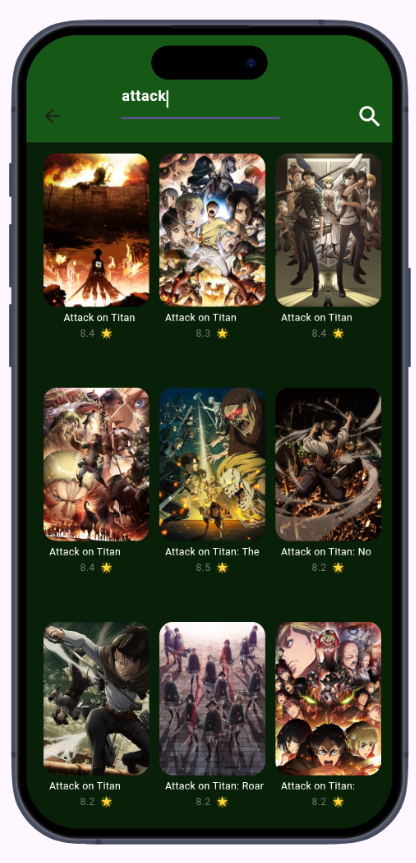 attack
Attack on Titan
8.4 🌟
Attack on Titan
8.3 🌟
Attack on Titan
8.4 🌟
Attack on Titan
8.4 🌟
Attack on Titan: The
8.5 🌟
Attack on Titan: No
8.2 🌟
Attack on Titan
8.2 🌟
Attack on Titan: Roar
8.2 🌟
Attack on Titan:
8.2 🌟